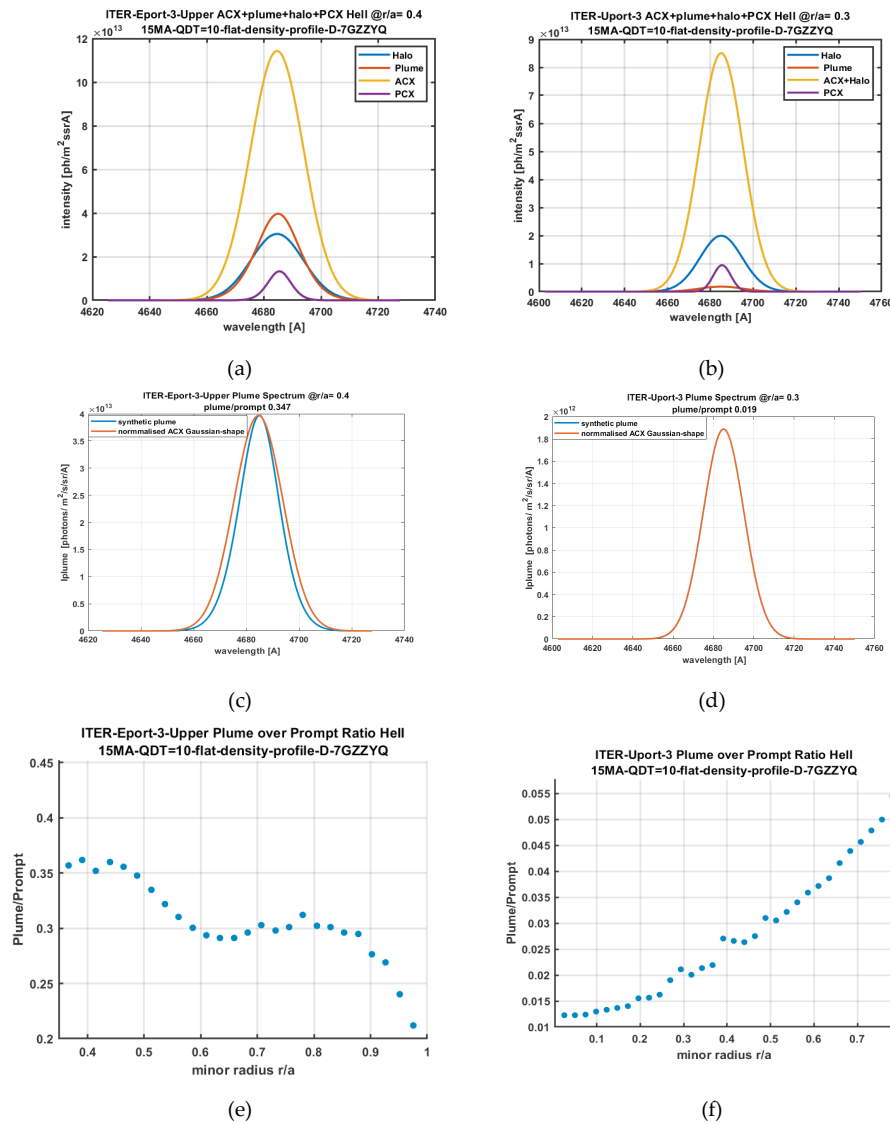 ITER-Eport-3-Upper ACX+plume+halo+PCX HeII @r/a= 0.4
15MA-QDT=10-flat-density-profile-D-7GZZYQ
×10^13
12
10
8
6
4
2
0
intensity [ph/m^2ssrA]
Halo
Plume
ACX
PCX
4620 4640 4660 4680 4700 4720 4740
wavelength [A]
(a)
ITER-Uport-3 ACX+plume+halo+PCX HeII @r/a= 0.3
15MA-QDT=10-flat-density-profile-D-7GZZYQ
×10^13
9
8
7
6
5
4
3
2
1
0
intensity [ph/m^2ssrA]
Halo
Plume
ACX+Halo
PCX
4600 4620 4640 4660 4680 4700 4720 4740 4760
wavelength [A]
(b)
ITER-Eport-3-Upper Plume Spectrum @r/a= 0.4
plume/prompt 0.347
×10^13
4
3.5
3
2.5
2
1.5
1
0.5
0
Iplume [photons/ m^2/s/sr/A]
synthetic plume
normmalised ACX Gaussian-shape
4620 4640 4660 4680 4700 4720 4740
wavelength [A]
(c)
ITER-Uport-3 Plume Spectrum @r/a= 0.3
plume/prompt 0.019
×10^12
2
1.8
1.6
1.4
1.2
1
0.8
0.6
0.4
0.2
0
Iplume [photons/ m^2/s/sr/A]
synthetic plume
normmalised ACX Gaussian-shape
4600 4620 4640 4660 4680 4700 4720 4740 4760
wavelength [A]
(d)
ITER-Eport-3-Upper Plume over Prompt Ratio HeII
15MA-QDT=10-flat-density-profile-D-7GZZYQ
0.45
0.4
0.35
0.3
0.25
0.2
Plume/Prompt
0.4 0.5 0.6 0.7 0.8 0.9 1
minor radius r/a
(e)
ITER-Uport-3 Plume over Prompt Ratio HeII
15MA-QDT=10-flat-density-profile-D-7GZZYQ
0.055
0.05
0.045
0.04
0.035
0.03
0.025
0.02
0.015
0.01
Plume/Prompt
0.1 0.2 0.3 0.4 0.5 0.6 0.7
minor radius r/a
(f)